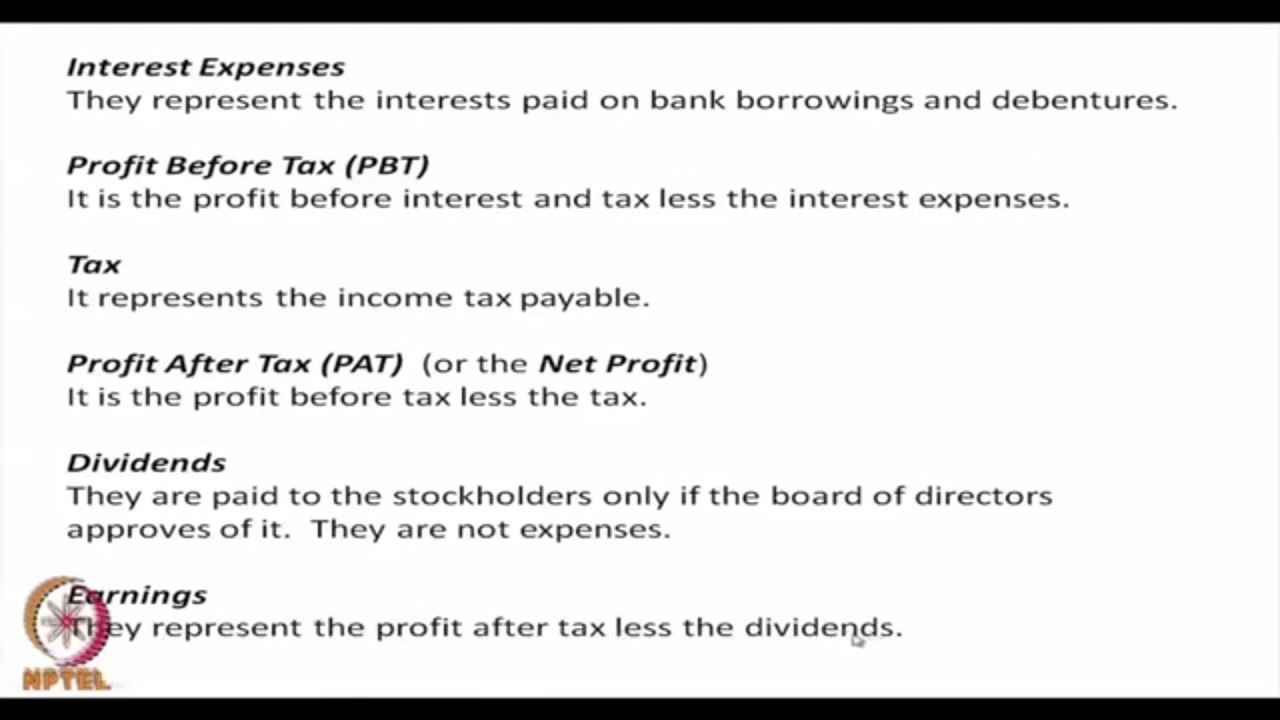 Interest Expenses
They represent the interests paid on bank borrowings and debentures.
Profit Before Tax (PBT)
It is the profit before interest and tax less the interest expenses.
Tax
It represents the income tax payable.
Profit After Tax (PAT) (or the Net Profit)
It is the profit before tax less the tax.
Dividends
They are paid to the stockholders only if the board of directors
approves of it. They are not expenses.
Earnings
They represent the profit after tax less the dividends.
NPTEL